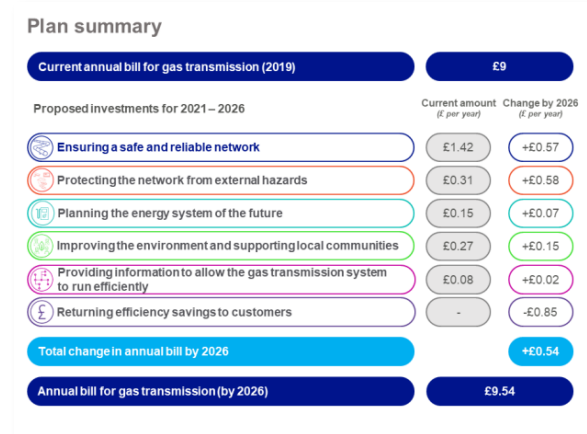 Plan summary
Current annual bill for gas transmission (2019) £9
Proposed investments for 2021 – 2026 Current amount Change by 2026
(£ per year) (£ per year)
Ensuring a safe and reliable network £1.42 +£0.57
Protecting the network from external hazards £0.31 +£0.58
Planning the energy system of the future £0.15 +£0.07
Improving the environment and supporting local communities £0.27 +£0.15
Providing information to allow the gas transmission system
to run efficiently £0.08 +£0.02
£ Returning efficiency savings to customers - -£0.85
Total change in annual bill by 2026 +£0.54
Annual bill for gas transmission (by 2026) £9.54